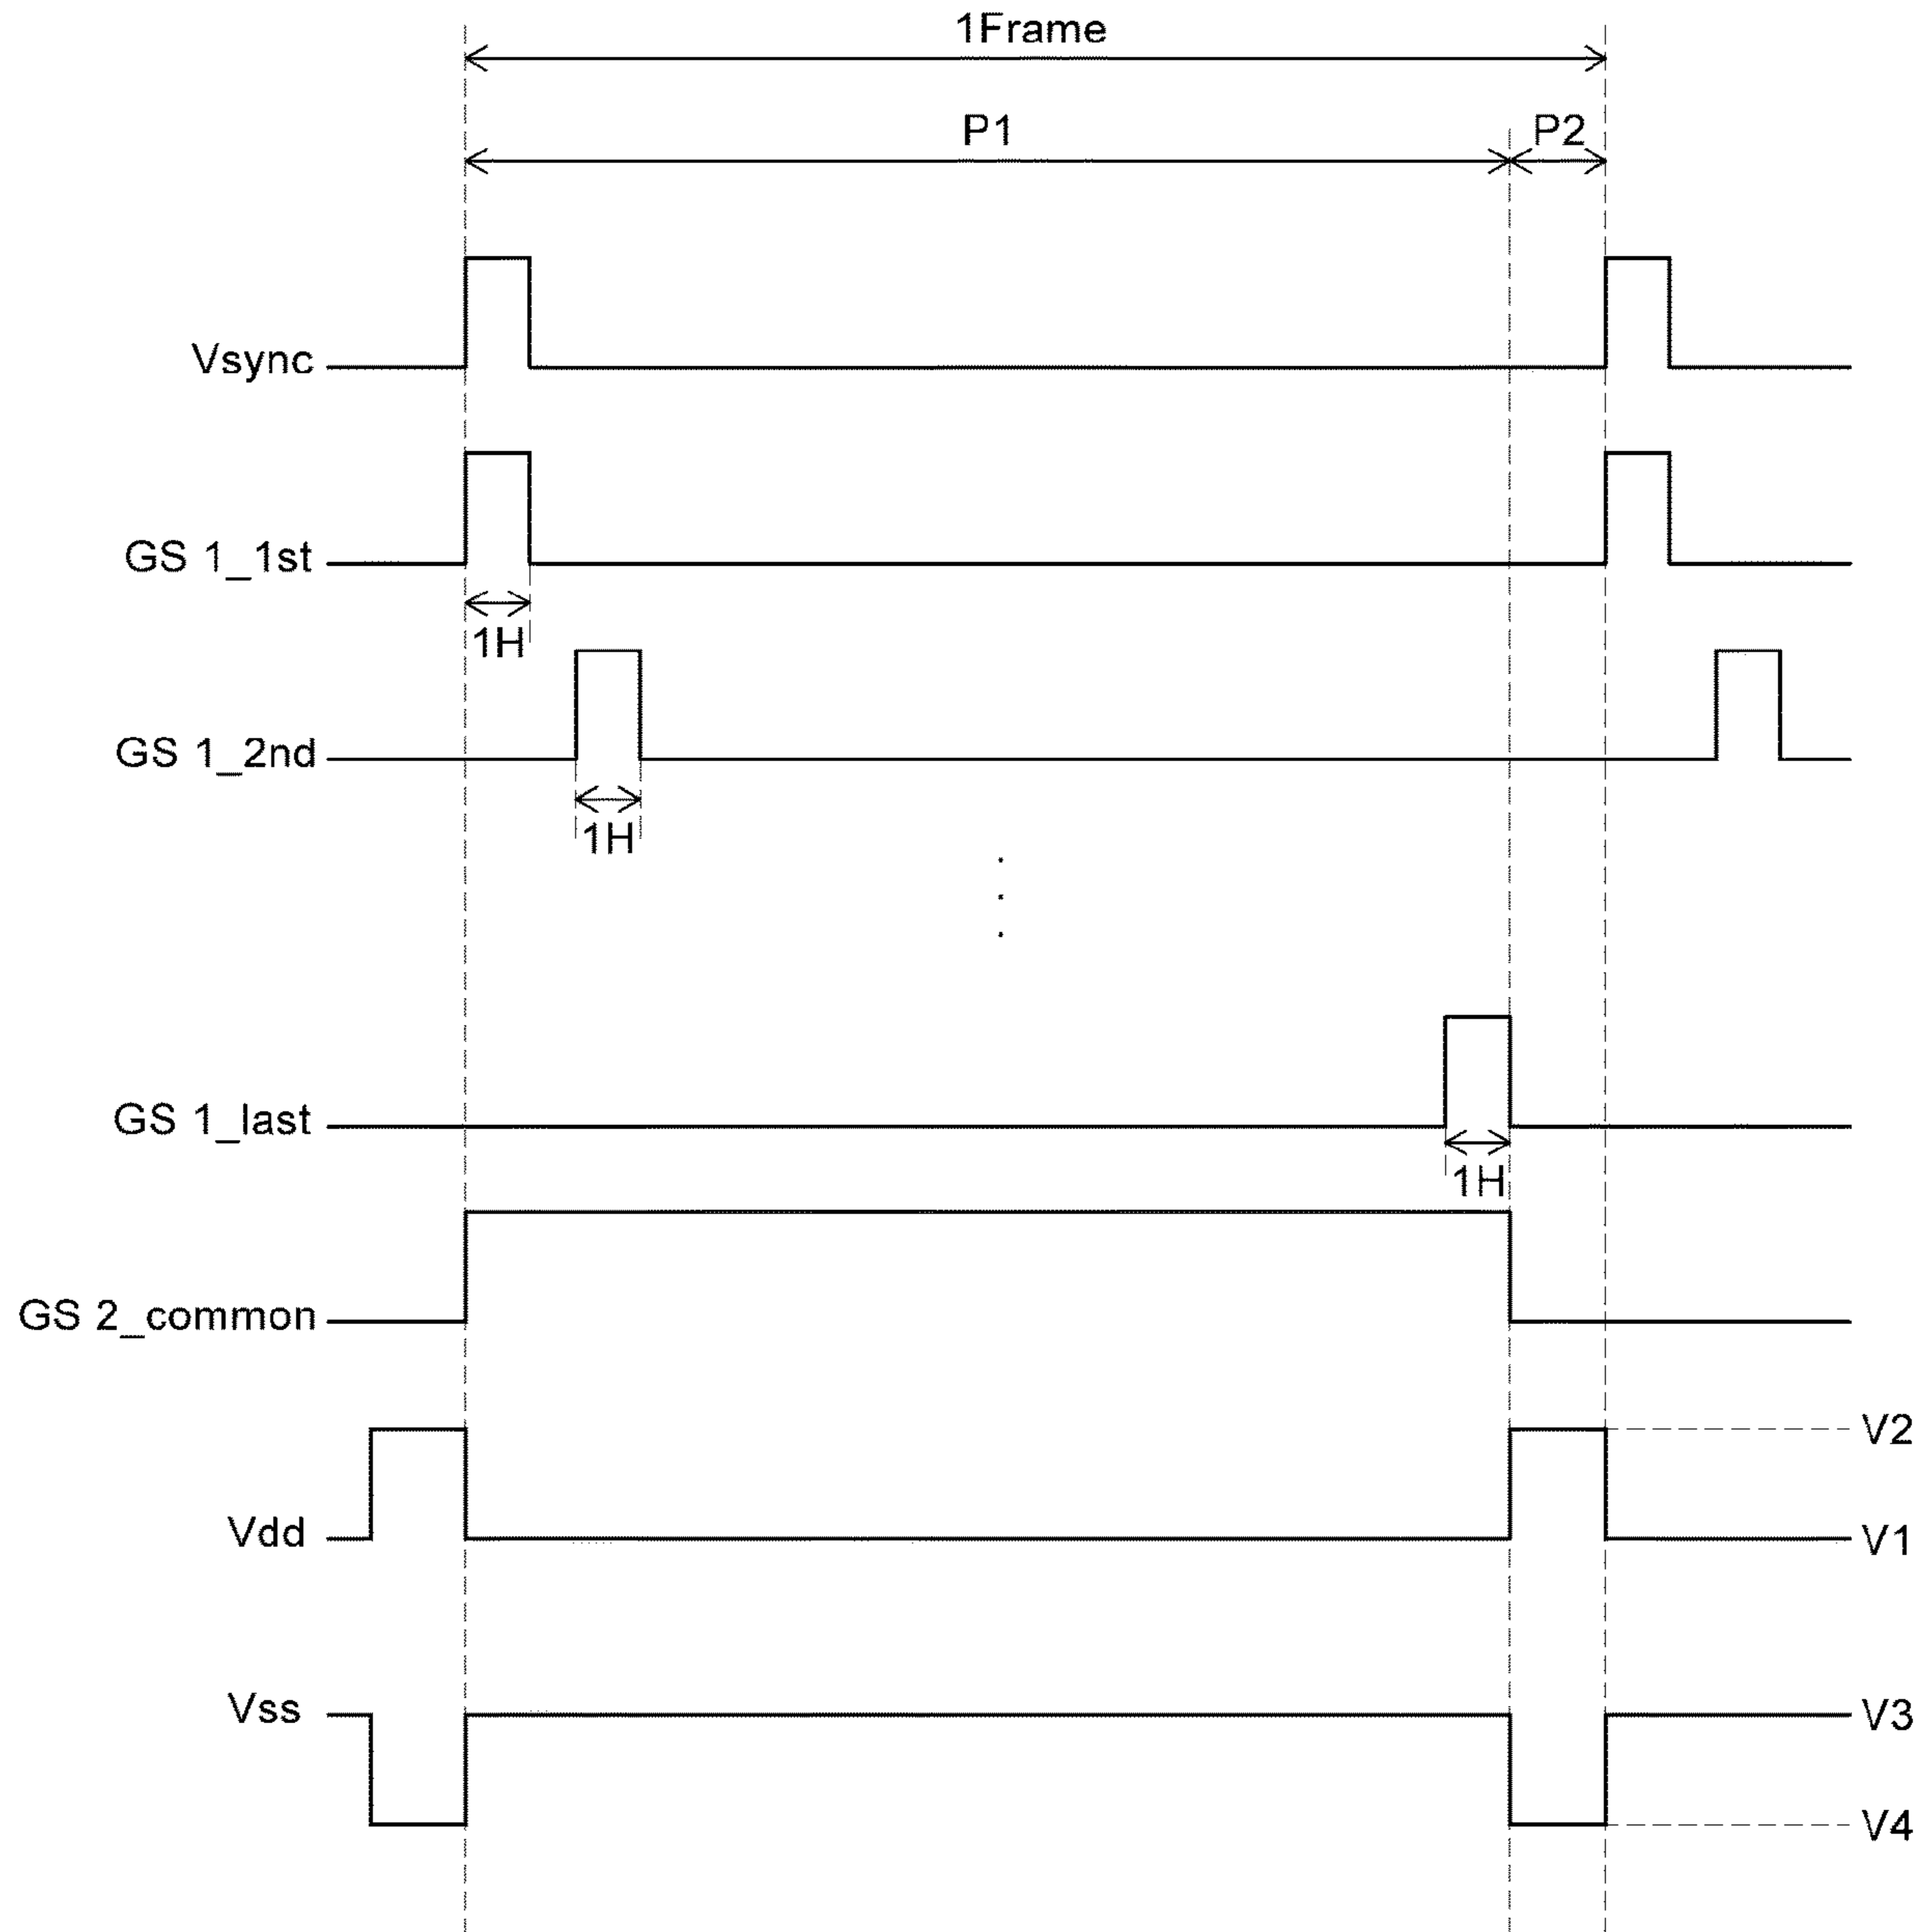 1Frame
P1 P2
Vsync
GS 1_1st
1H
GS 1_2nd
1H
GS 1_last
1H
GS 2_common
V2
Vdd V1
Vss V3
V4